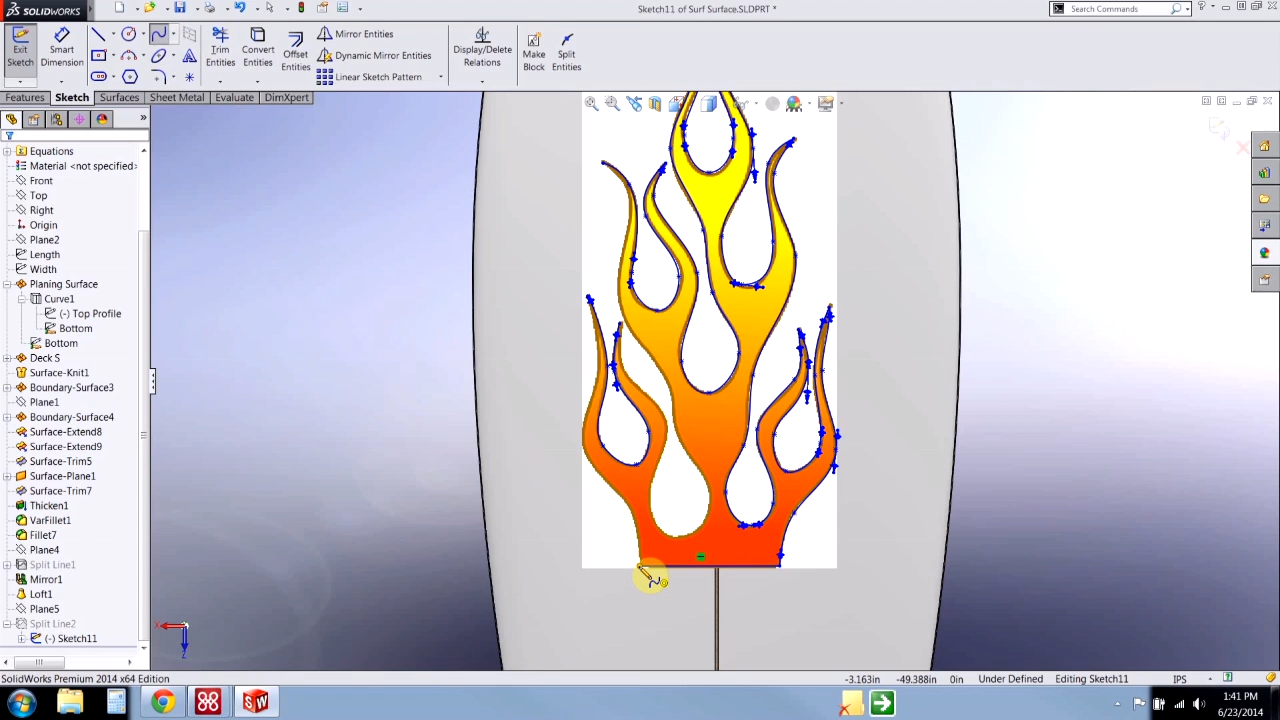 SOLIDWORKS
Sketch11 of Surf Surface.SLDPRT *
Search Commands
Exit Sketch
Smart Dimension
Trim Entities
Convert Entities
Offset Entities
Mirror Entities
Dynamic Mirror Entities
Linear Sketch Pattern
Display/Delete Relations
Make Block
Split Entities
Features Sketch Surfaces Sheet Metal Evaluate DimXpert
Equations
Material <not specified>
Front
Top
Right
Origin
Plane2
Length
Width
Planing Surface
Curve1
(-) Top Profile
Bottom
Bottom
Deck S
Surface-Knit1
Boundary-Surface3
Plane1
Boundary-Surface4
Surface-Extend8
Surface-Extend9
Surface-Trim5
Surface-Plane1
Surface-Trim7
Thicken1
VarFillet1
Fillet7
Plane4
Split Line1
Mirror1
Loft1
Plane5
Split Line2
(-) Sketch11
X
Z
SolidWorks Premium 2014 x64 Edition
-3.163in -49.388in 0in Under Defined Editing Sketch11 IPS
1:41 PM
6/23/2014